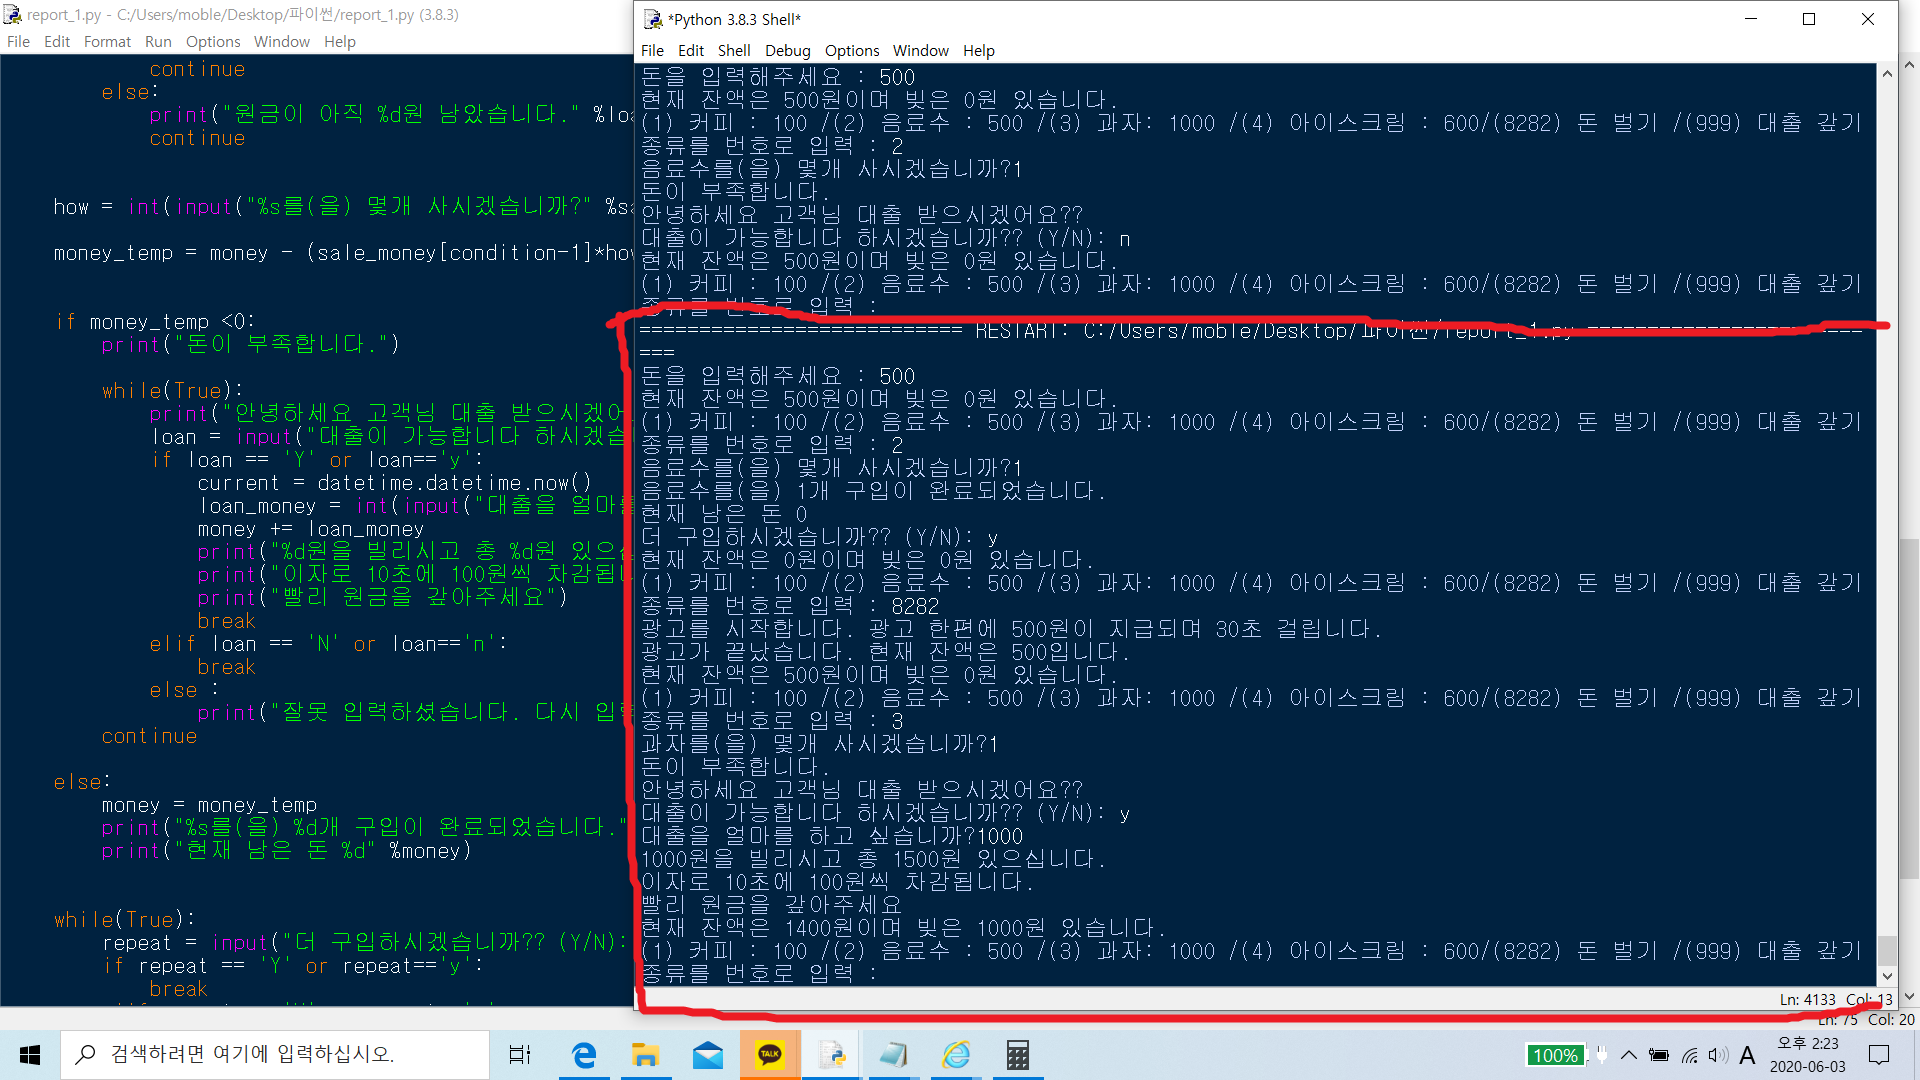 report_1.py - C:/Users/moble/Desktop/파이썬/report_1.py (3.8.3)
File Edit Format Run Options Window Help
continue
else:
print("원금이 아직 %d원 남았습니다." %loa
continue
how = int(input("%s를(을) 몇개 사시겠습니까?" %sa
money_temp = money - (sale_money[condition-1]*how
if money_temp <0:
print("돈이 부족합니다.")
while(True):
print("안녕하세요 고객님 대출 받으시겠어
loan = input("대출이 가능합니다 하시겠습
if loan == 'Y' or loan=='y':
current = datetime.datetime.now()
loan_money = int(input("대출을 얼마를
money += loan_money
print("%d원을 빌리시고 총 %d원 있으십
print("이자로 10초에 100원씩 차감됩니
print("빨리 원금을 갚아주세요")
break
elif loan == 'N' or loan=='n':
break
else :
print("잘못 입력하셨습니다. 다시 입력
continue
else:
money = money_temp
print("%s를(을) %d개 구입이 완료되었습니다."
print("현재 남은 돈 %d" %money)
while(True):
repeat = input("더 구입하시겠습니까?? (Y/N):
if repeat == 'Y' or repeat=='y':
break
*Python 3.8.3 Shell*
File Edit Shell Debug Options Window Help
돈을 입력해주세요 : 500
현재 잔액은 500원이며 빚은 0원 있습니다.
(1) 커피 : 100 /(2) 음료수 : 500 /(3) 과자: 1000 /(4) 아이스크림 : 600/(8282) 돈 벌기 /(999) 대출 갚기
종류를 번호로 입력 : 2
음료수를(을) 몇개 사시겠습니까?1
돈이 부족합니다.
안녕하세요 고객님 대출 받으시겠어요??
대출이 가능합니다 하시겠습니까?? (Y/N): n
현재 잔액은 500원이며 빚은 0원 있습니다.
(1) 커피 : 100 /(2) 음료수 : 500 /(3) 과자: 1000 /(4) 아이스크림 : 600/(8282) 돈 벌기 /(999) 대출 갚기
종류를 번호로 입력 :
=========================== RESTART: C:/Users/moble/Desktop/파이썬/report_1.py =======================
===
돈을 입력해주세요 : 500
현재 잔액은 500원이며 빚은 0원 있습니다.
(1) 커피 : 100 /(2) 음료수 : 500 /(3) 과자: 1000 /(4) 아이스크림 : 600/(8282) 돈 벌기 /(999) 대출 갚기
종류를 번호로 입력 : 2
음료수를(을) 몇개 사시겠습니까?1
음료수를(을) 1개 구입이 완료되었습니다.
현재 남은 돈 0
더 구입하시겠습니까?? (Y/N): y
현재 잔액은 0원이며 빚은 0원 있습니다.
(1) 커피 : 100 /(2) 음료수 : 500 /(3) 과자: 1000 /(4) 아이스크림 : 600/(8282) 돈 벌기 /(999) 대출 갚기
종류를 번호로 입력 : 8282
광고를 시작합니다. 광고 한편에 500원이 지급되며 30초 걸립니다.
광고가 끝났습니다. 현재 잔액은 500입니다.
현재 잔액은 500원이며 빚은 0원 있습니다.
(1) 커피 : 100 /(2) 음료수 : 500 /(3) 과자: 1000 /(4) 아이스크림 : 600/(8282) 돈 벌기 /(999) 대출 갚기
종류를 번호로 입력 : 3
과자를(을) 몇개 사시겠습니까?1
돈이 부족합니다.
안녕하세요 고객님 대출 받으시겠어요??
대출이 가능합니다 하시겠습니까?? (Y/N): y
대출을 얼마를 하고 싶습니까?1000
1000원을 빌리시고 총 1500원 있으십니다.
이자로 10초에 100원씩 차감됩니다.
빨리 원금을 갚아주세요
현재 잔액은 1400원이며 빚은 1000원 있습니다.
(1) 커피 : 100 /(2) 음료수 : 500 /(3) 과자: 1000 /(4) 아이스크림 : 600/(8282) 돈 벌기 /(999) 대출 갚기
종류를 번호로 입력 :
Ln: 4133 Col: 13
Ln: 75 Col: 20
검색하려면 여기에 입력하십시오.
TALK
100%
A
오후 2:23
2020-06-03